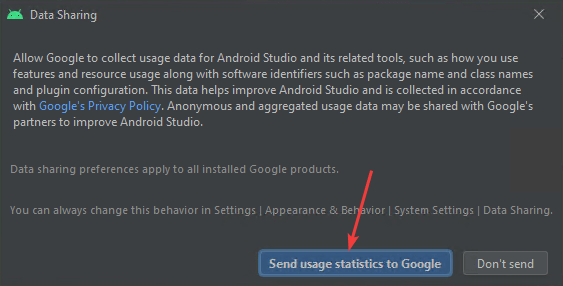 Data Sharing
Allow Google to collect usage data for Android Studio and its related tools, such as how you use
features and resource usage along with software identifiers such as package name and class names
and plugin configuration. This data helps improve Android Studio and is collected in accordance
with Google's Privacy Policy. Anonymous and aggregated usage data may be shared with Google's
partners to improve Android Studio.
Data sharing preferences apply to all installed Google products.
You can always change this behavior in Settings | Appearance & Behavior | System Settings | Data Sharing.
Send usage statistics to Google
Don't send